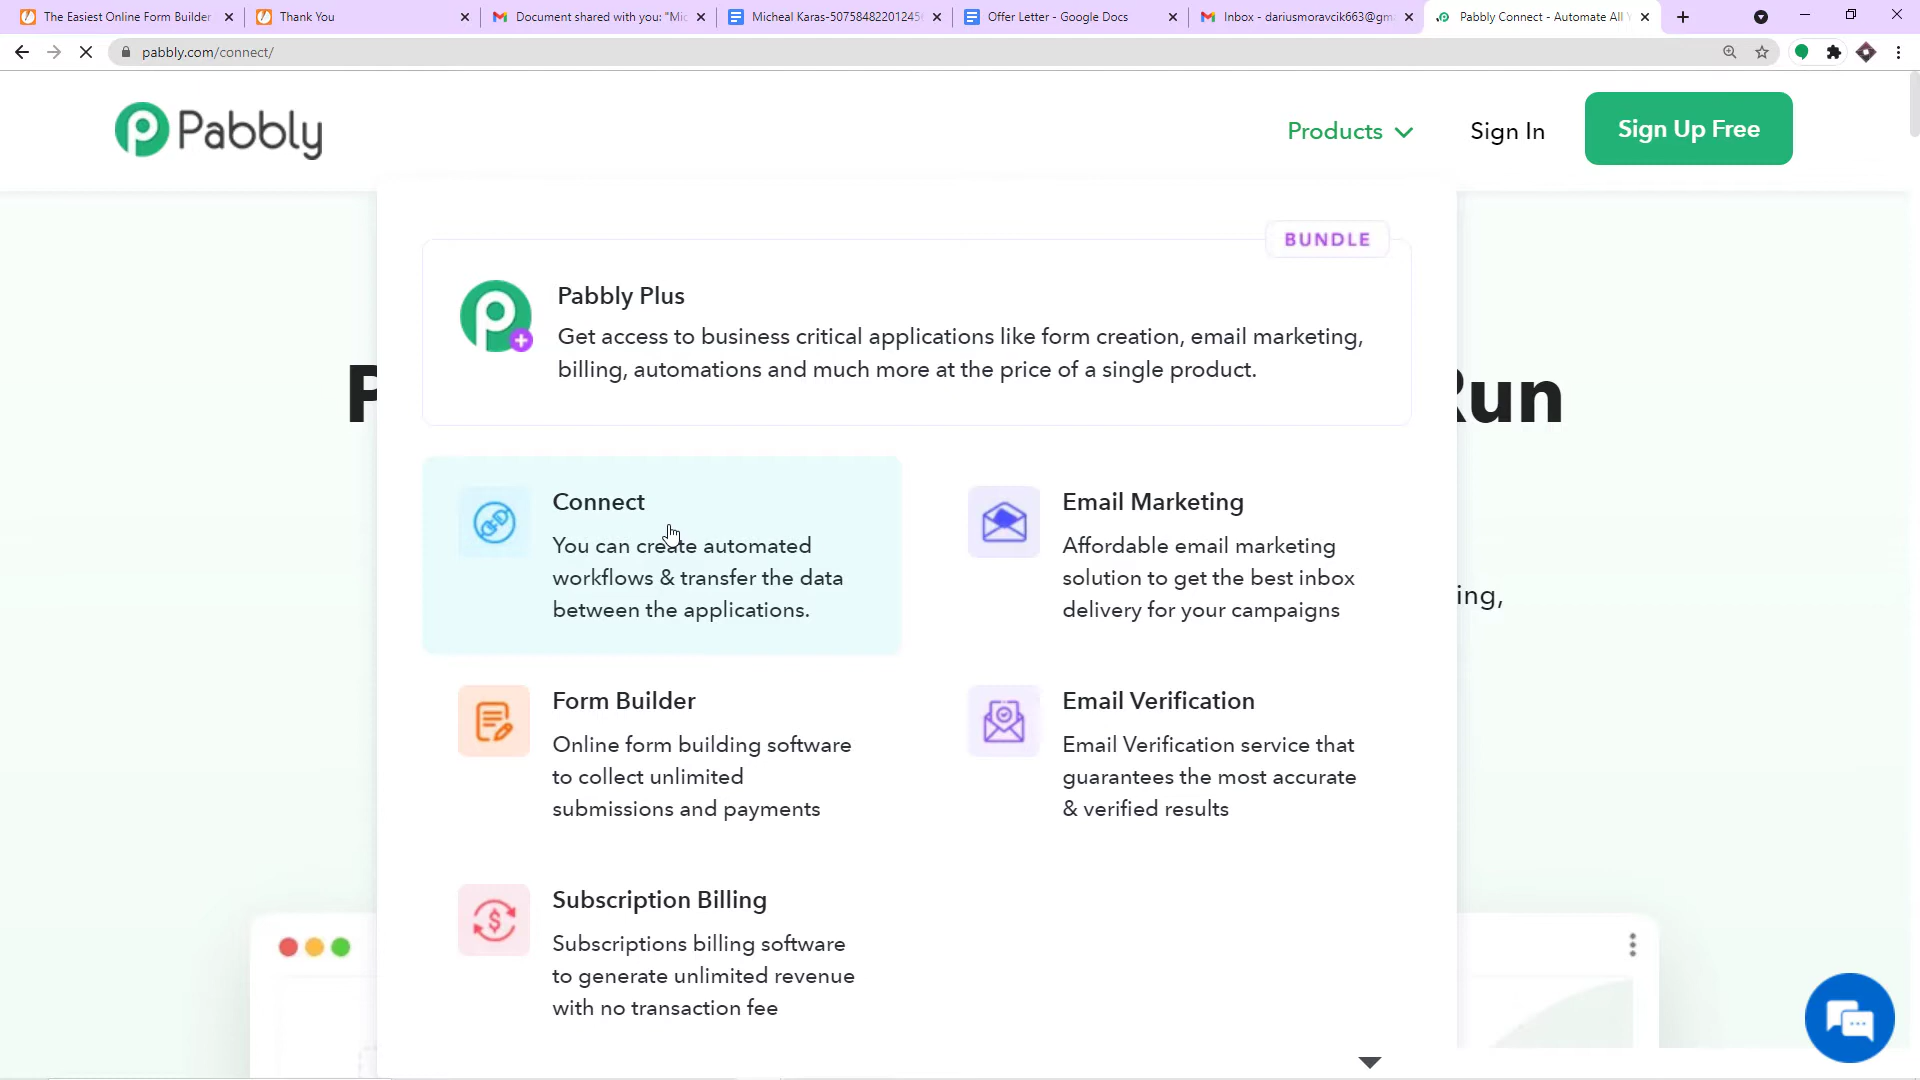 The Easiest Online Form Builder
Thank You
Document shared with you: "Mic
Micheal Karas-5075848220124
Offer Letter - Google Docs
Inbox - dariusmoravcik663@gm
Pabbly Connect - Automate All Y
pabbly.com/connect/
Pabbly
Products
Sign In
Sign Up Free
BUNDLE
Pabbly Plus
Get access to business critical applications like form creation, email marketing,
billing, automations and much more at the price of a single product.
Run
Connect
You can create automated
workflows & transfer the data
between the applications.
Email Marketing
Affordable email marketing
solution to get the best inbox
delivery for your campaigns
ing,
Form Builder
Online form building software
to collect unlimited
submissions and payments
Email Verification
Email Verification service that
guarantees the most accurate
& verified results
Subscription Billing
Subscriptions billing software
to generate unlimited revenue
with no transaction fee